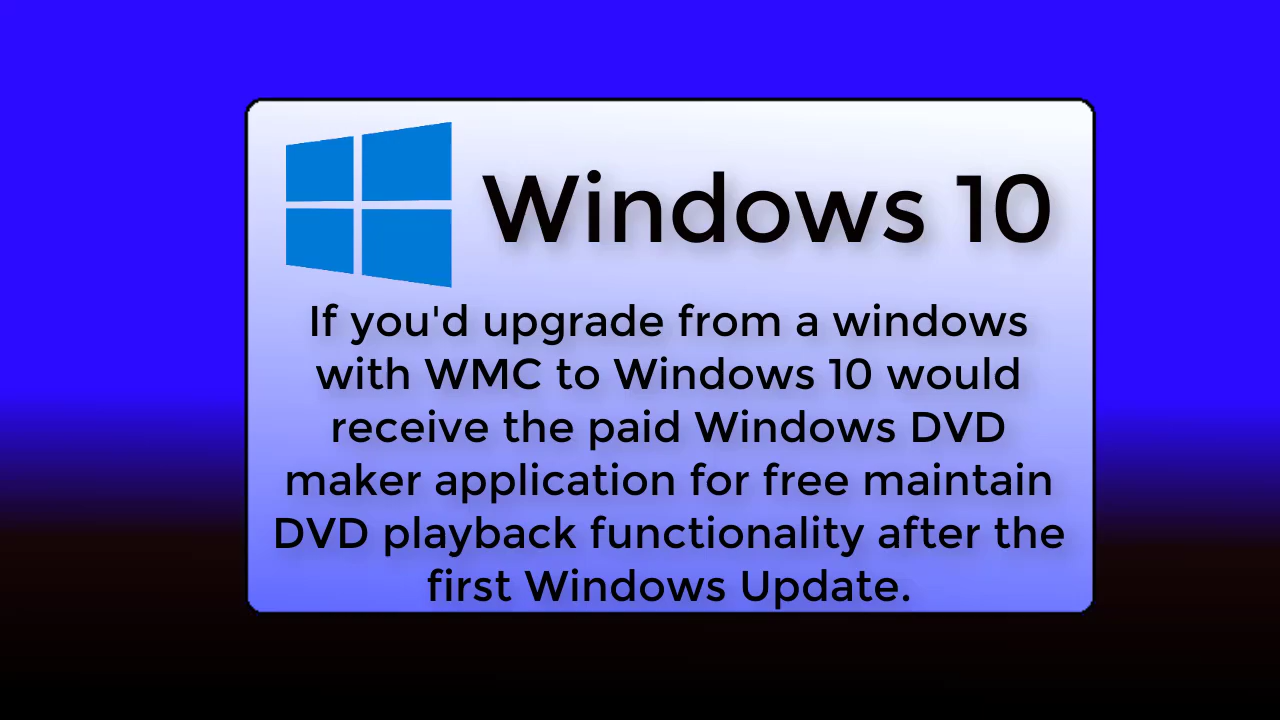 Windows 10
If you'd upgrade from a windows
with WMC to Windows 10 would
receive the paid Windows DVD
maker application for free maintain
DVD playback functionality after the
first Windows Update.